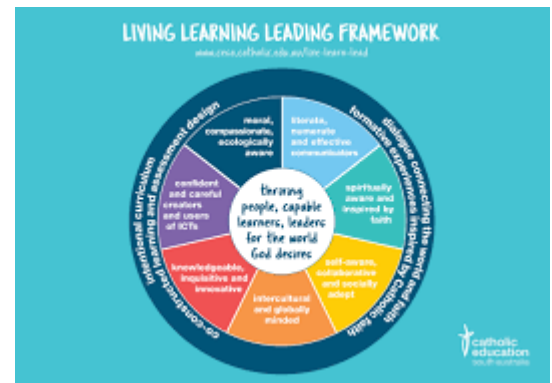 LIVING LEARNING LEADING FRAMEWORK
www.cesa.catholic.edu.au/live-learn-lead
intentional curriculum
co-constructed learning and assessment design
dialogue connecting the world and faith
formative experiences inspired by Catholic faith
moral,
compassionate,
ecologically
aware
literate,
numerate
and effective
communicators
confident
and careful
creators
and users
of ICTs
thriving
people, capable
learners, leaders
for the world
God desires
spiritually
aware and
inspired by
faith
knowledgeable,
inquisitive and
innovative
self-aware,
collaborative
and socially
adept
intercultural
and globally
minded
catholic
education
south australia